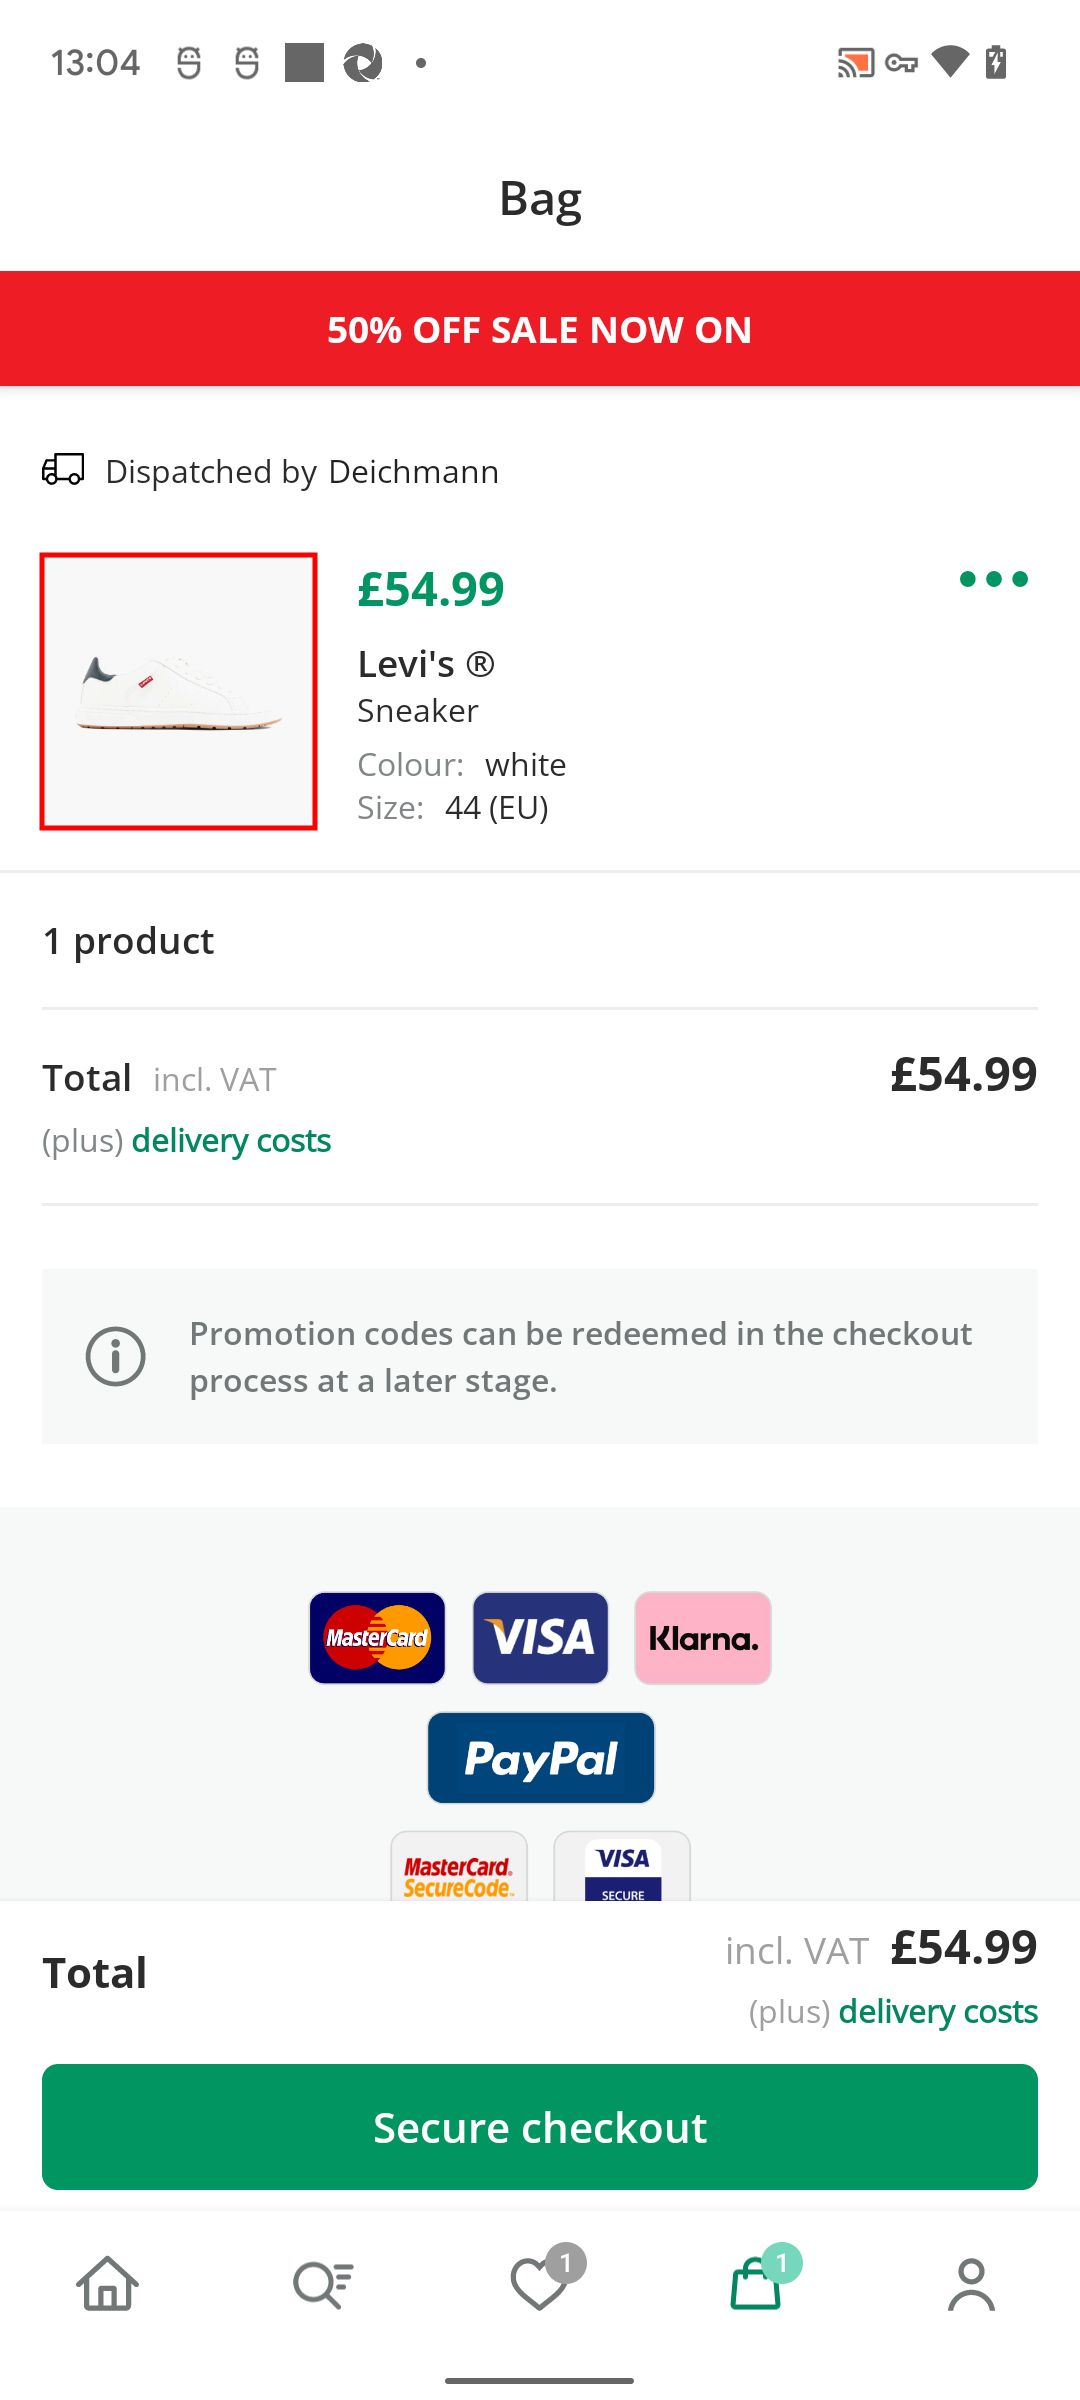 13:04
Bag
50% OFF SALE NOW ON
Dispatched by Deichmann
£54.99
Levi's ®
Sneaker
Colour: white
Size: 44 (EU)
1 product
Total incl. VAT £54.99
(plus) delivery costs
Promotion codes can be redeemed in the checkout
process at a later stage.
MasterCard VISA Klarna.
PayPal
MasterCard. VISA
SecureCode™ SECURE
Total incl. VAT £54.99
(plus) delivery costs
Secure checkout
1 1